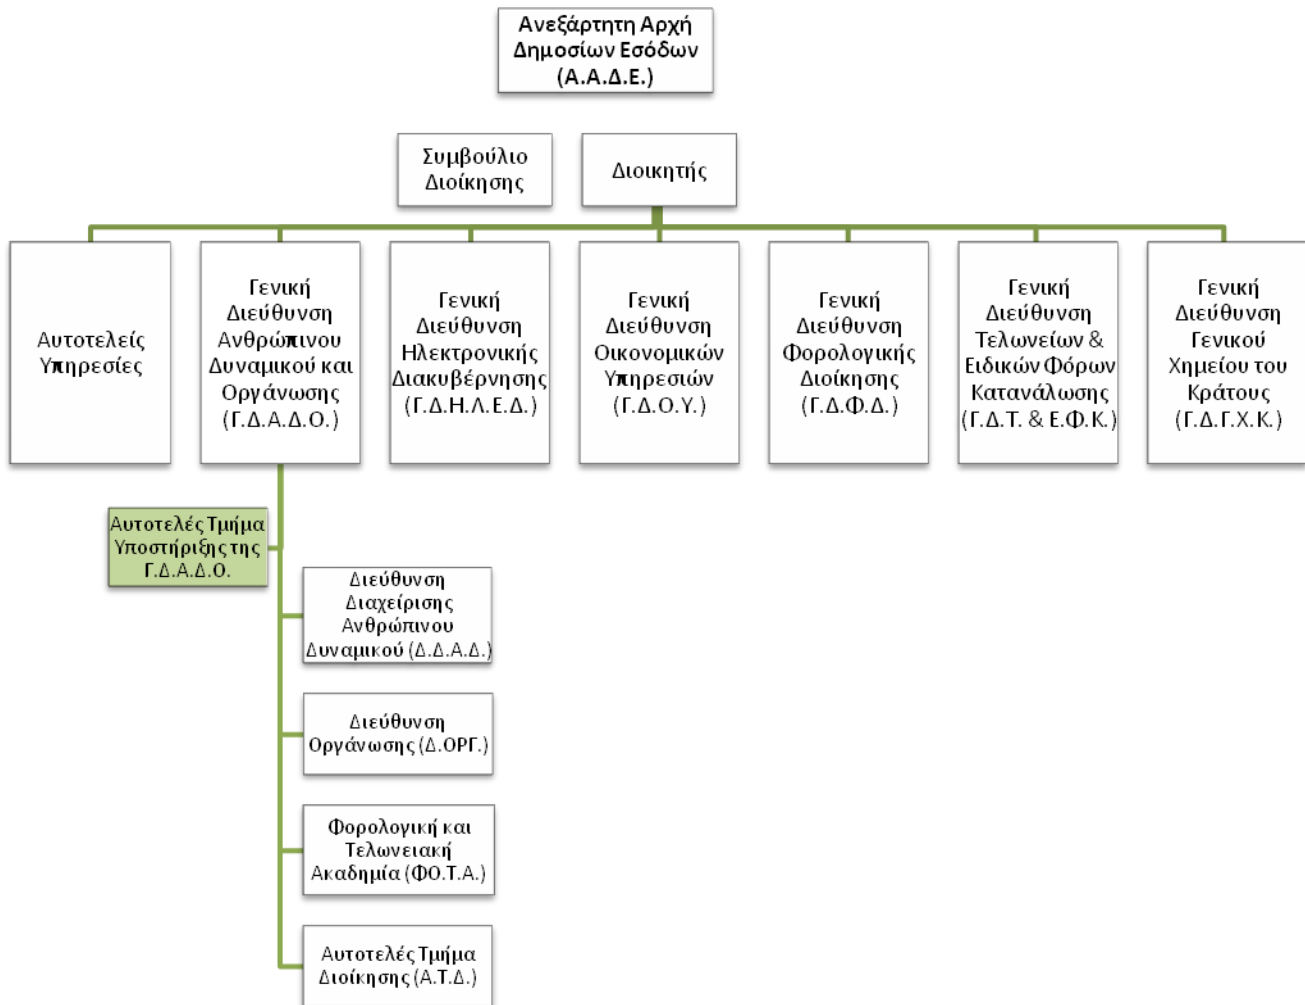 Ανεξάρτητη Αρχή
Δημοσίων Εσόδων
(Α.Α.Δ.Ε.)
Συμβούλιο
Διοίκησης
Διοικητής
Αυτοτελείς
Υπηρεσίες
Γενική
Διεύθυνση
Ανθρώπινου
Δυναμικού και
Οργάνωσης
(Γ.Δ.Α.Δ.Ο.)
Γενική
Διεύθυνση
Ηλεκτρονικής
Διακυβέρνησης
(Γ.Δ.Η.Λ.Ε.Δ.)
Γενική
Διεύθυνση
Οικονομικών
Υπηρεσιών
(Γ.Δ.Ο.Υ.)
Γενική
Διεύθυνση
Φορολογικής
Διοίκησης
(Γ.Δ.Φ.Δ.)
Γενική
Διεύθυνση
Τελωνείων &
Ειδικών Φόρων
Κατανάλωσης
(Γ.Δ.Τ. & Ε.Φ.Κ.)
Γενική
Διεύθυνση
Γενικού
Χημείου του
Κράτους
(Γ.Δ.Γ.Χ.Κ.)
Αυτοτελές Τμήμα
Υποστήριξης της
Γ.Δ.Α.Δ.Ο.
Διεύθυνση
Διαχείρισης
Ανθρώπινου
Δυναμικού (Δ.Δ.Α.Δ.)
Διεύθυνση
Οργάνωσης (Δ.ΟΡΓ.)
Φορολογική και
Τελωνειακή
Ακαδημία (ΦΟ.Τ.Α.)
Αυτοτελές Τμήμα
Διοίκησης (Α.Τ.Δ.)